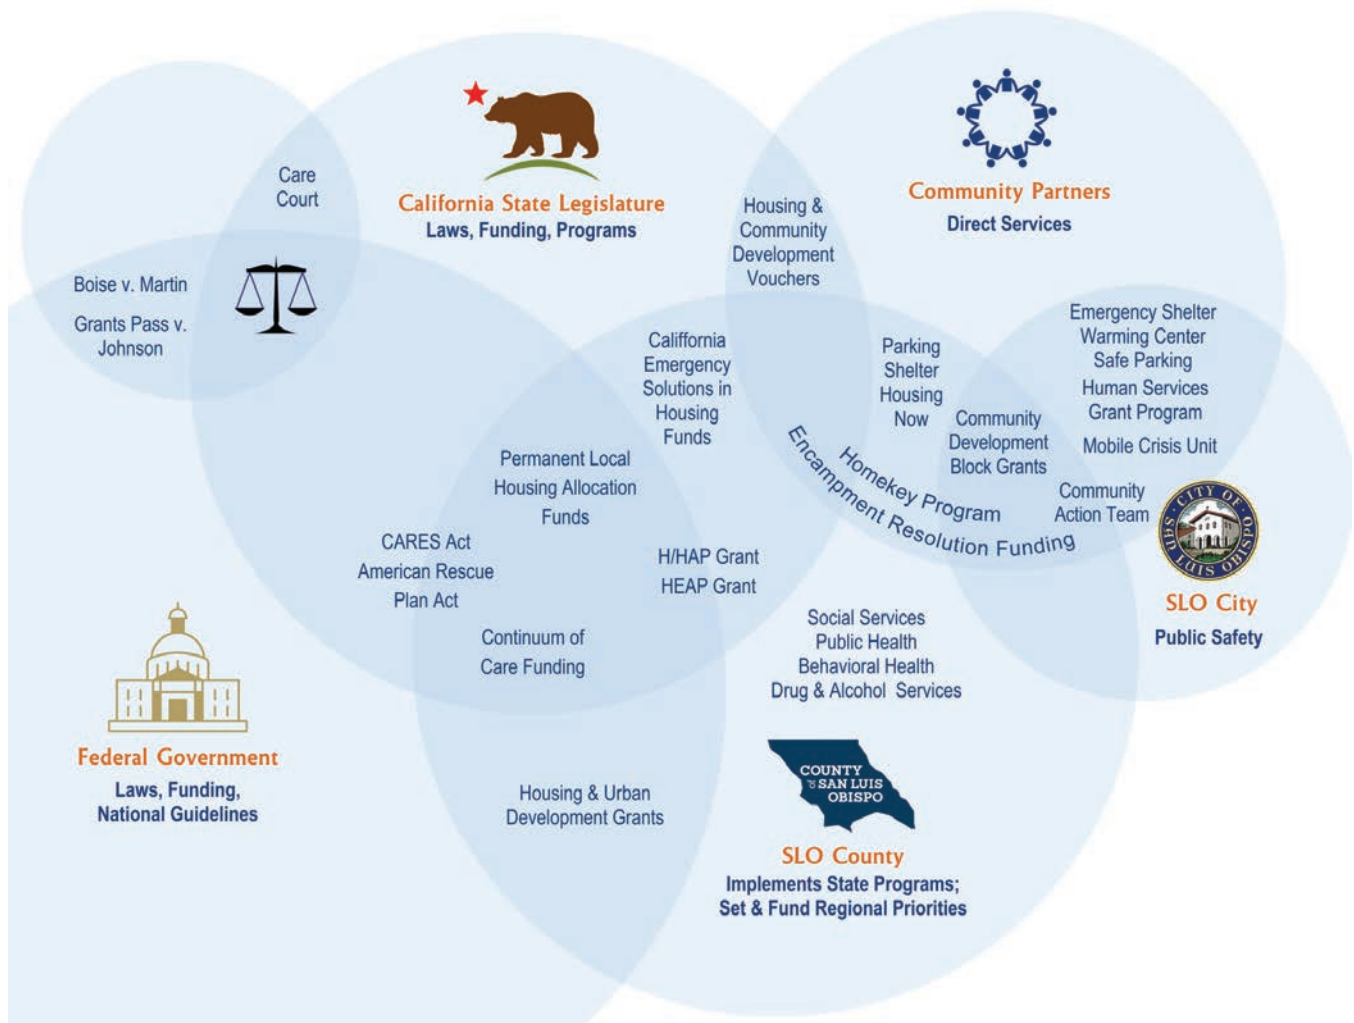 Care
Court
California State Legislature
Laws, Funding, Programs
Community Partners
Direct Services
Housing &
Community
Development
Vouchers
Boise v. Martin
Grants Pass v.
Johnson
Califfornia
Emergency
Solutions in
Housing
Funds
Parking
Shelter
Housing
Now
Emergency Shelter
Warming Center
Safe Parking
Human Services
Grant Program
Mobile Crisis Unit
Community
Development
Block Grants
Homekey Program
Encampment Resolution Funding
Community
Action Team
CITY OF
SAN LUIS OBISPO
SLO City
Public Safety
Permanent Local
Housing Allocation
Funds
CARES Act
American Rescue
Plan Act
H/HAP Grant
HEAP Grant
Continuum of
Care Funding
Social Services
Public Health
Behavioral Health
Drug & Alcohol Services
Federal Government
Laws, Funding,
National Guidelines
Housing & Urban
Development Grants
COUNTY
OF SAN LUIS
OBISPO
SLO County
Implements State Programs;
Set & Fund Regional Priorities